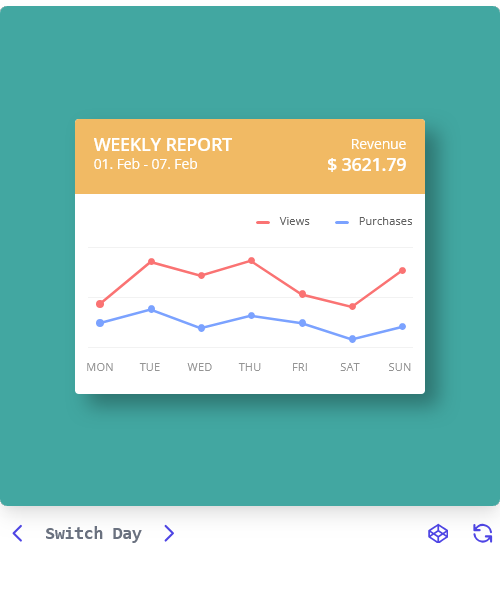 WEEKLY REPORT
01. Feb - 07. Feb
Revenue
$ 3621.79
Views Purchases
MON TUE WED THU FRI SAT SUN
Switch Day